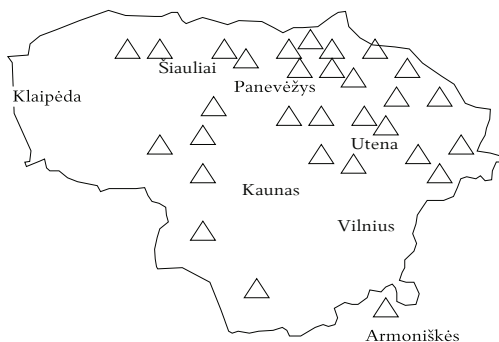 Šiauliai
Panevėžys
Klaipėda
Utena
Kaunas
Vilnius
Armoniškės